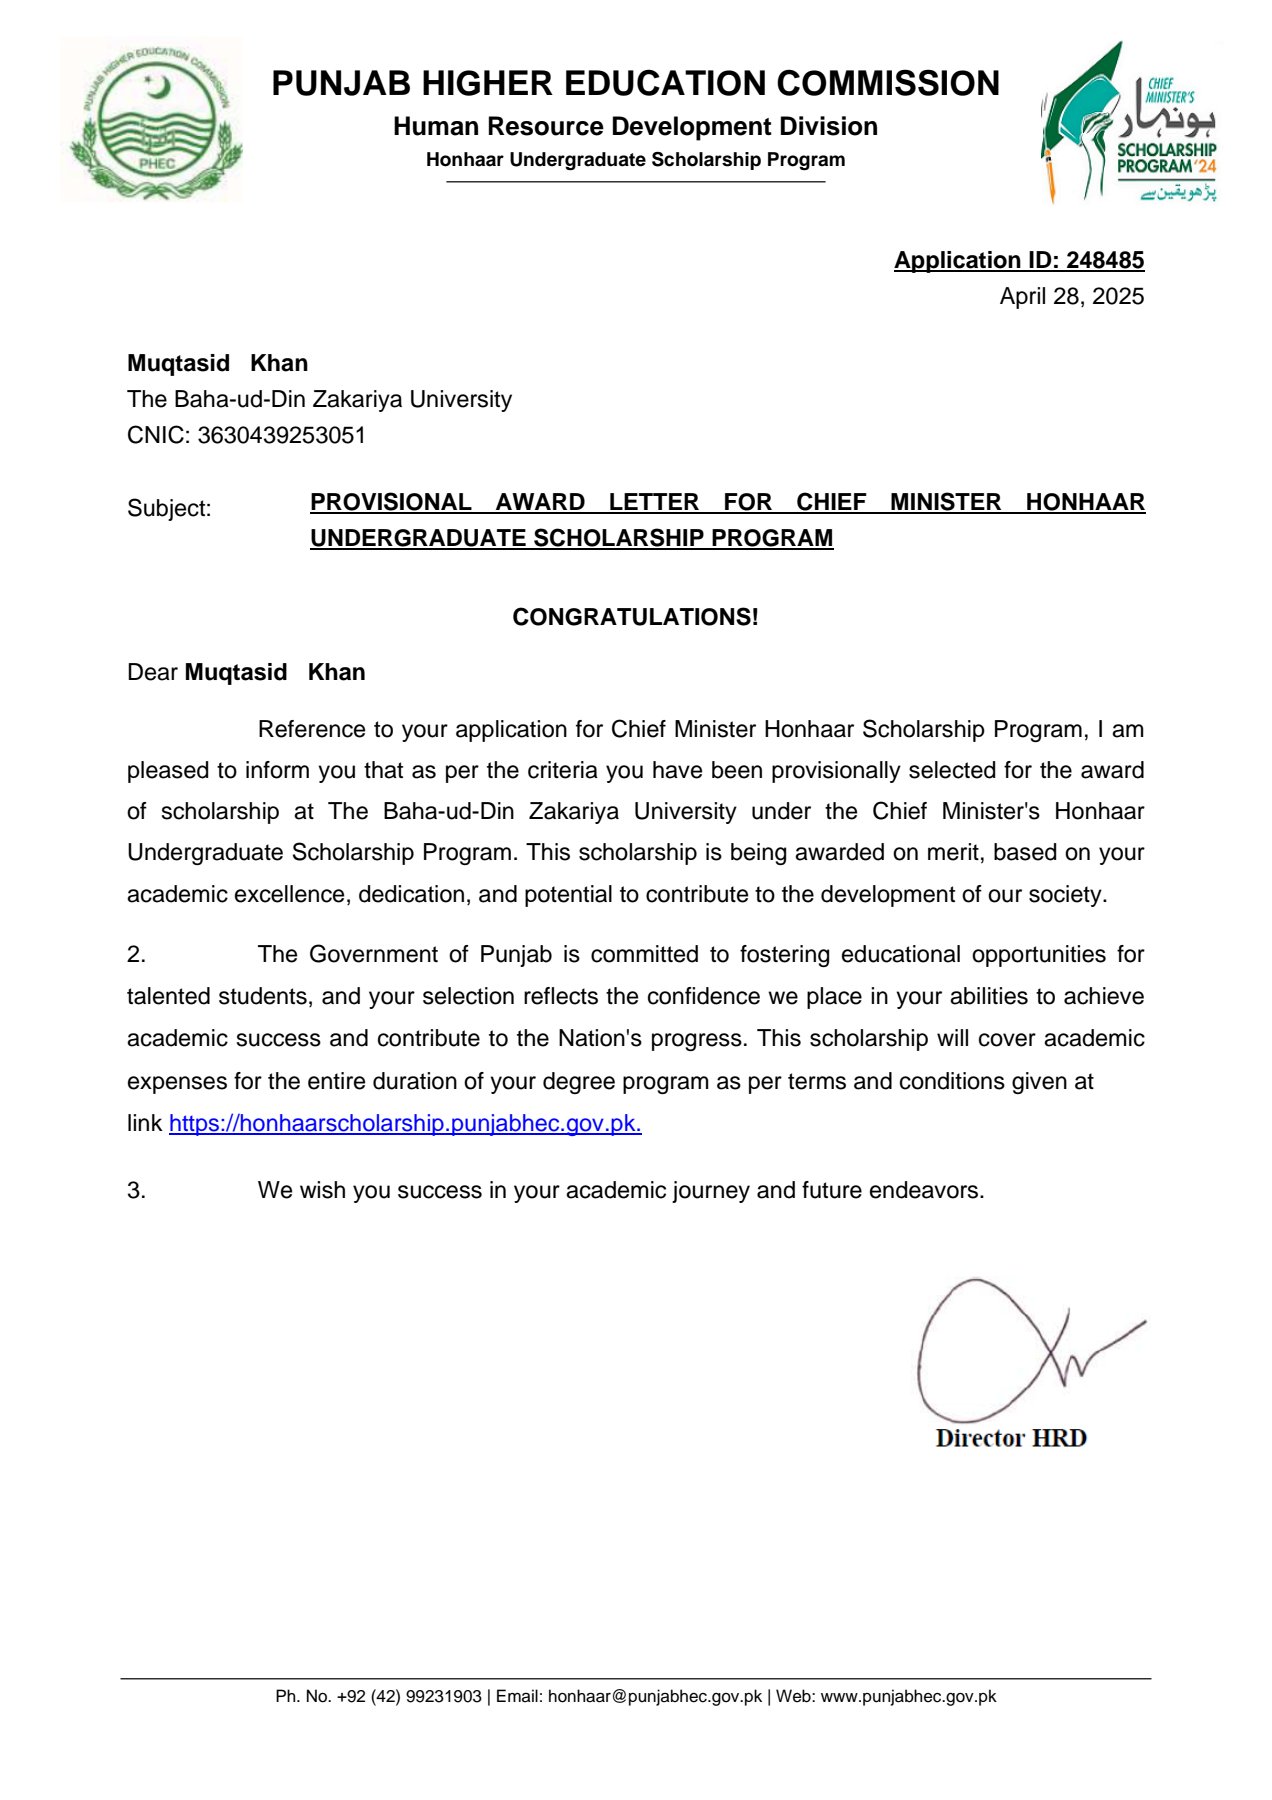 PUNJAB HIGHER EDUCATION COMMISSION
PHEC
PUNJAB HIGHER EDUCATION COMMISSION
Human Resource Development Division
Honhaar Undergraduate Scholarship Program
CHIEF
MINISTER'S
ہونہار
SCHOLARSHIP
PROGRAM '24
پڑھو یقین سے
Application ID: 248485
April 28, 2025
Muqtasid Khan
The Baha-ud-Din Zakariya University
CNIC: 3630439253051
Subject: PROVISIONAL AWARD LETTER FOR CHIEF MINISTER HONHAAR
UNDERGRADUATE SCHOLARSHIP PROGRAM
CONGRATULATIONS!
Dear Muqtasid Khan
Reference to your application for Chief Minister Honhaar Scholarship Program, I am
pleased to inform you that as per the criteria you have been provisionally selected for the award
of scholarship at The Baha-ud-Din Zakariya University under the Chief Minister's Honhaar
Undergraduate Scholarship Program. This scholarship is being awarded on merit, based on your
academic excellence, dedication, and potential to contribute to the development of our society.
2. The Government of Punjab is committed to fostering educational opportunities for
talented students, and your selection reflects the confidence we place in your abilities to achieve
academic success and contribute to the Nation's progress. This scholarship will cover academic
expenses for the entire duration of your degree program as per terms and conditions given at
link https://honhaarscholarship.punjabhec.gov.pk.
3. We wish you success in your academic journey and future endeavors.
Director HRD
Ph. No. +92 (42) 99231903 | Email: honhaar@punjabhec.gov.pk | Web: www.punjabhec.gov.pk